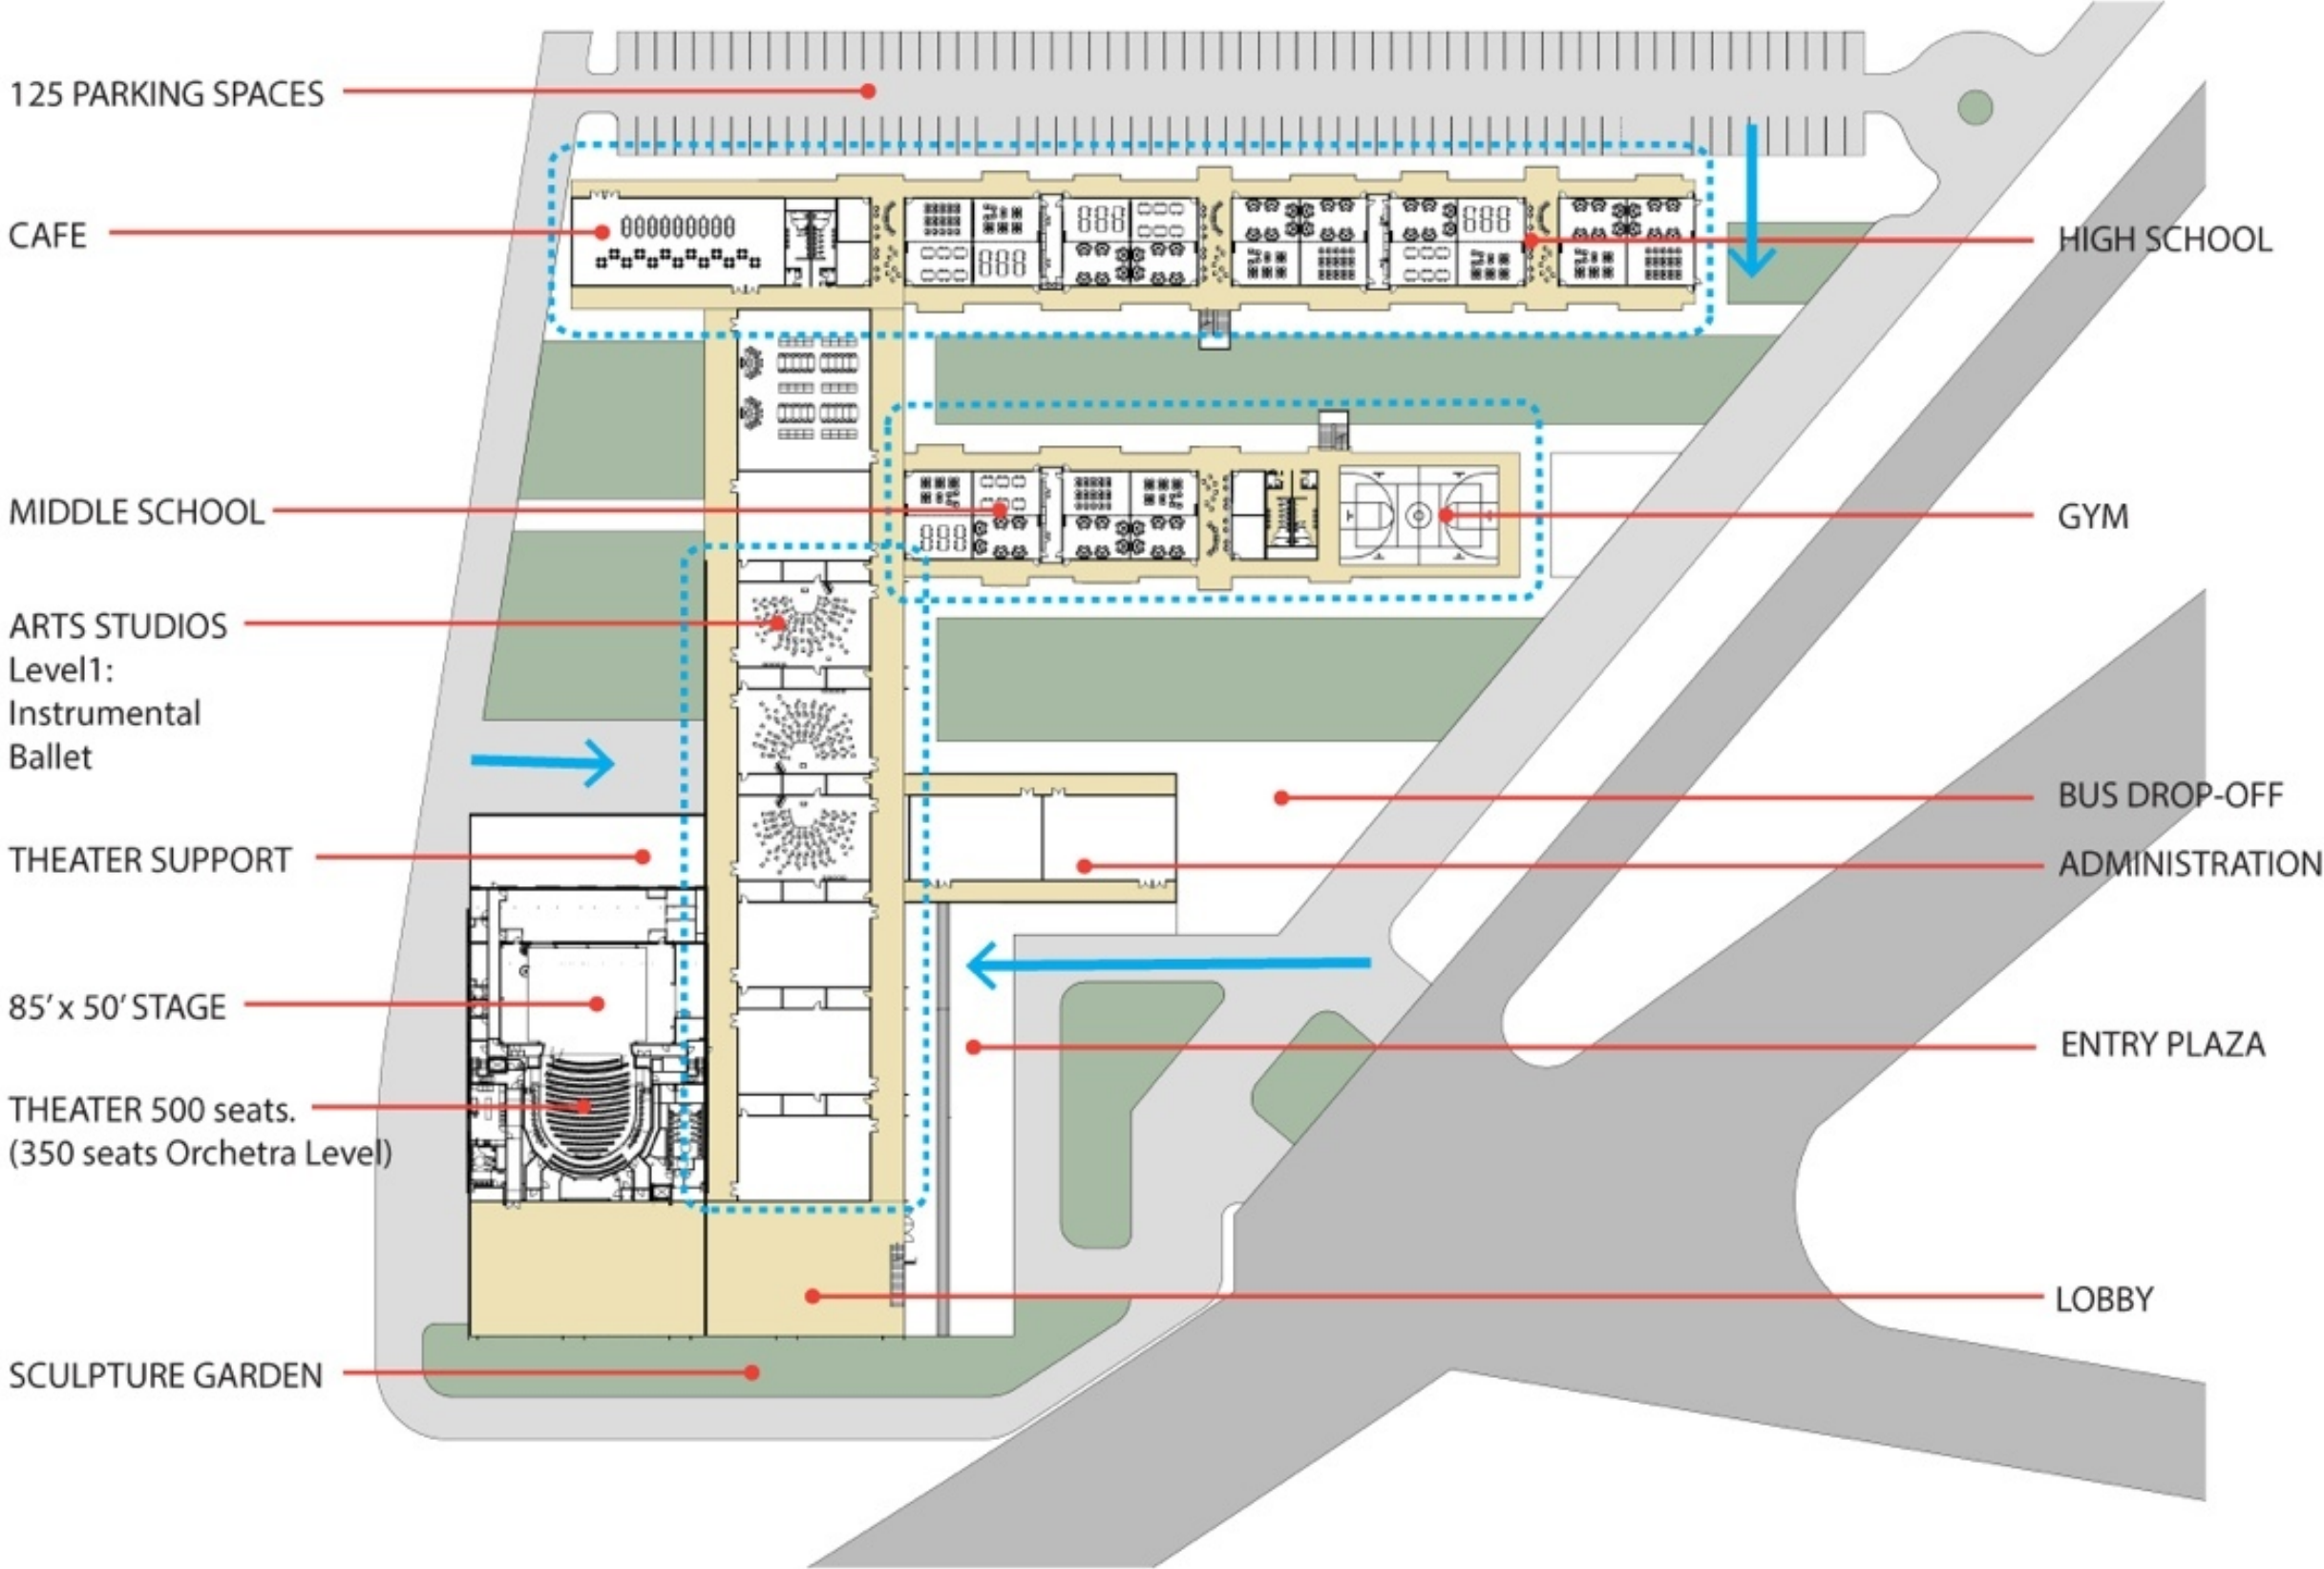 125 PARKING SPACES
CAFE
HIGH SCHOOL
MIDDLE SCHOOL
GYM
ARTS STUDIOS
Level1:
Instrumental
Ballet
BUS DROP-OFF
THEATER SUPPORT
ADMINISTRATION
85’ x 50’ STAGE
ENTRY PLAZA
THEATER 500 seats.
(350 seats Orchetra Level)
LOBBY
SCULPTURE GARDEN